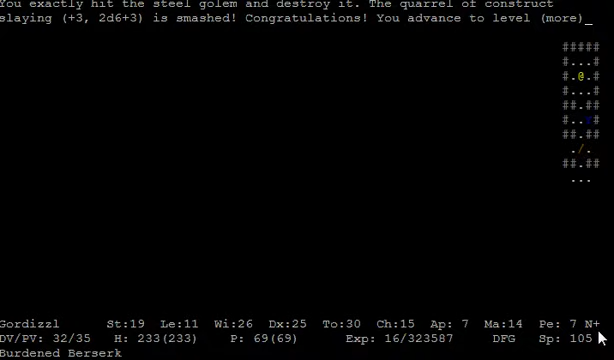 You exactly hit the steel golem and destroy it. The quarrel of construct
slaying (+3, 2d6+3) is smashed! Congratulations! You advance to level (more)_
#####
#...#
#.@.#
#...#
##.##
#..^#
##.##
./.
##.##
...
Gordizzl St:19 Le:11 Wi:26 Dx:25 To:30 Ch:15 Ap: 7 Ma:14 Pe: 7 N+
DV/PV: 32/35 H: 233(233) P: 69(69) Exp: 16/323587 DFG Sp: 105
Burdened Berserk